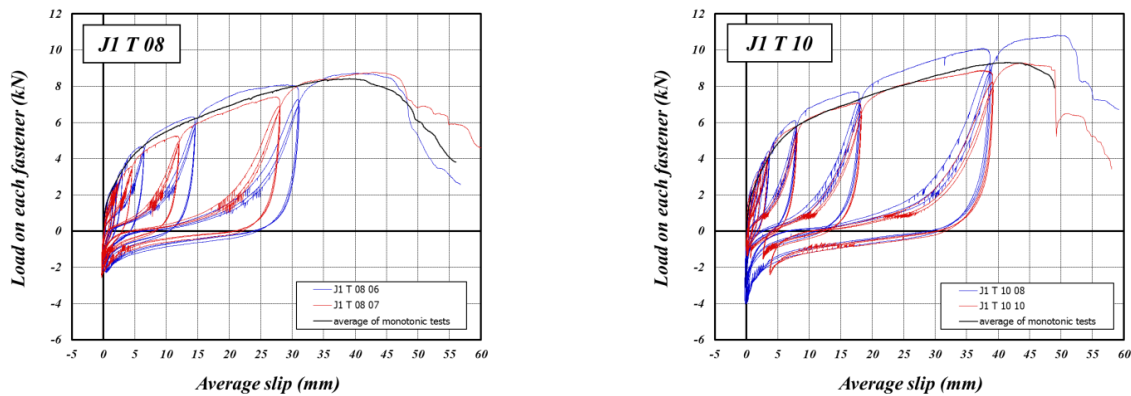 J1 T 08
Load on each fastener (kN)
12
10
8
6
4
2
0
-2
-4
-6
J1 T 08 06
J1 T 08 07
average of monotonic tests
-5 0 5 10 15 20 25 30 35 40 45 50 55 60
Average slip (mm)
J1 T 10
Load on each fastener (kN)
12
10
8
6
4
2
0
-2
-4
-6
J1 T 10 08
J1 T 10 10
average of monotonic tests
-5 0 5 10 15 20 25 30 35 40 45 50 55 60
Average slip (mm)